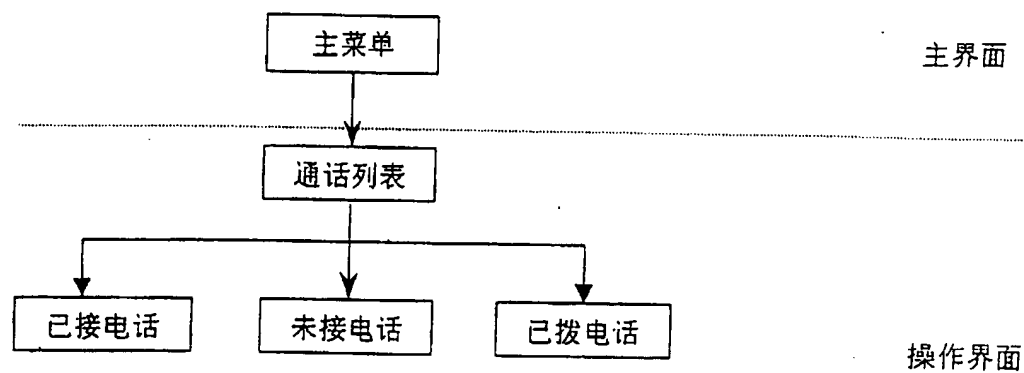 主菜单
主界面
通话列表
已接电话
未接电话
已拨电话
操作界面